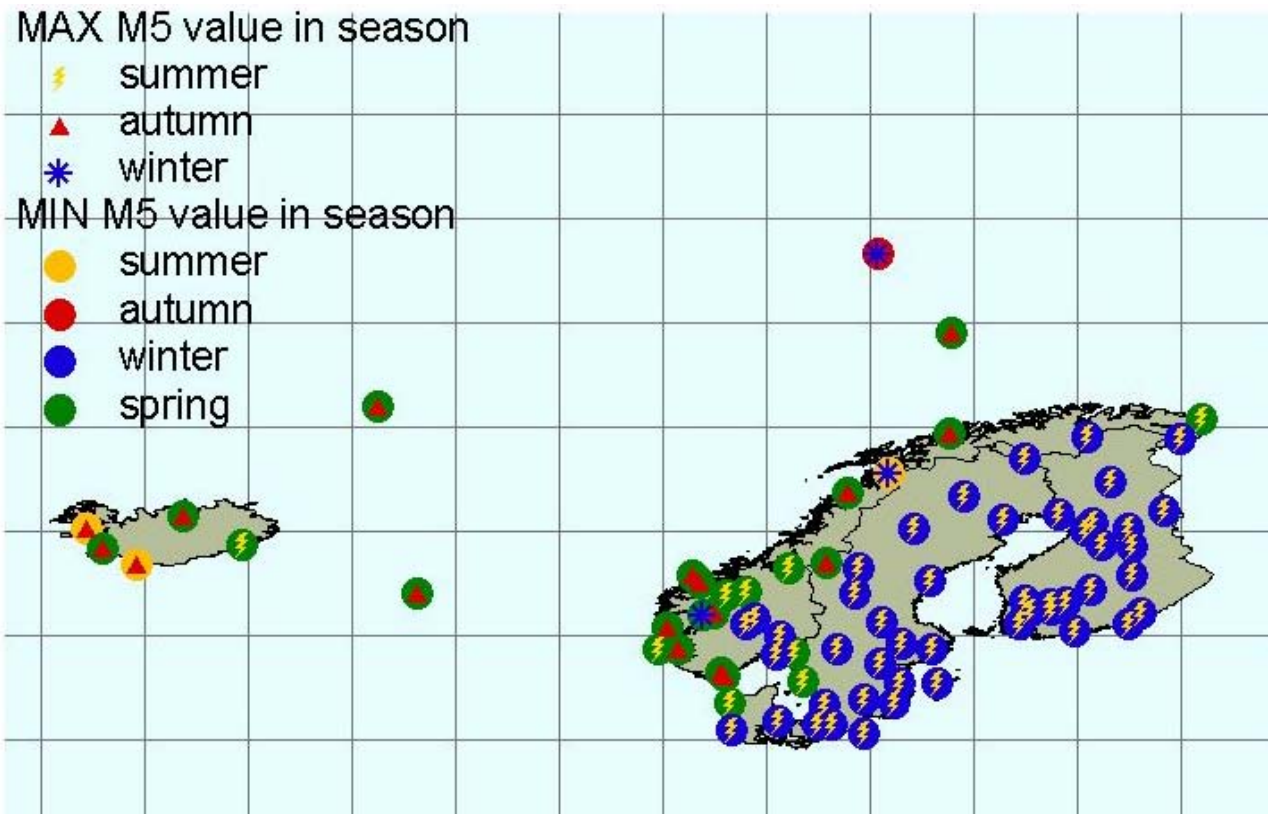 MAX M5 value in season
summer
autumn
winter
MIN M5 value in season
summer
autumn
winter
spring